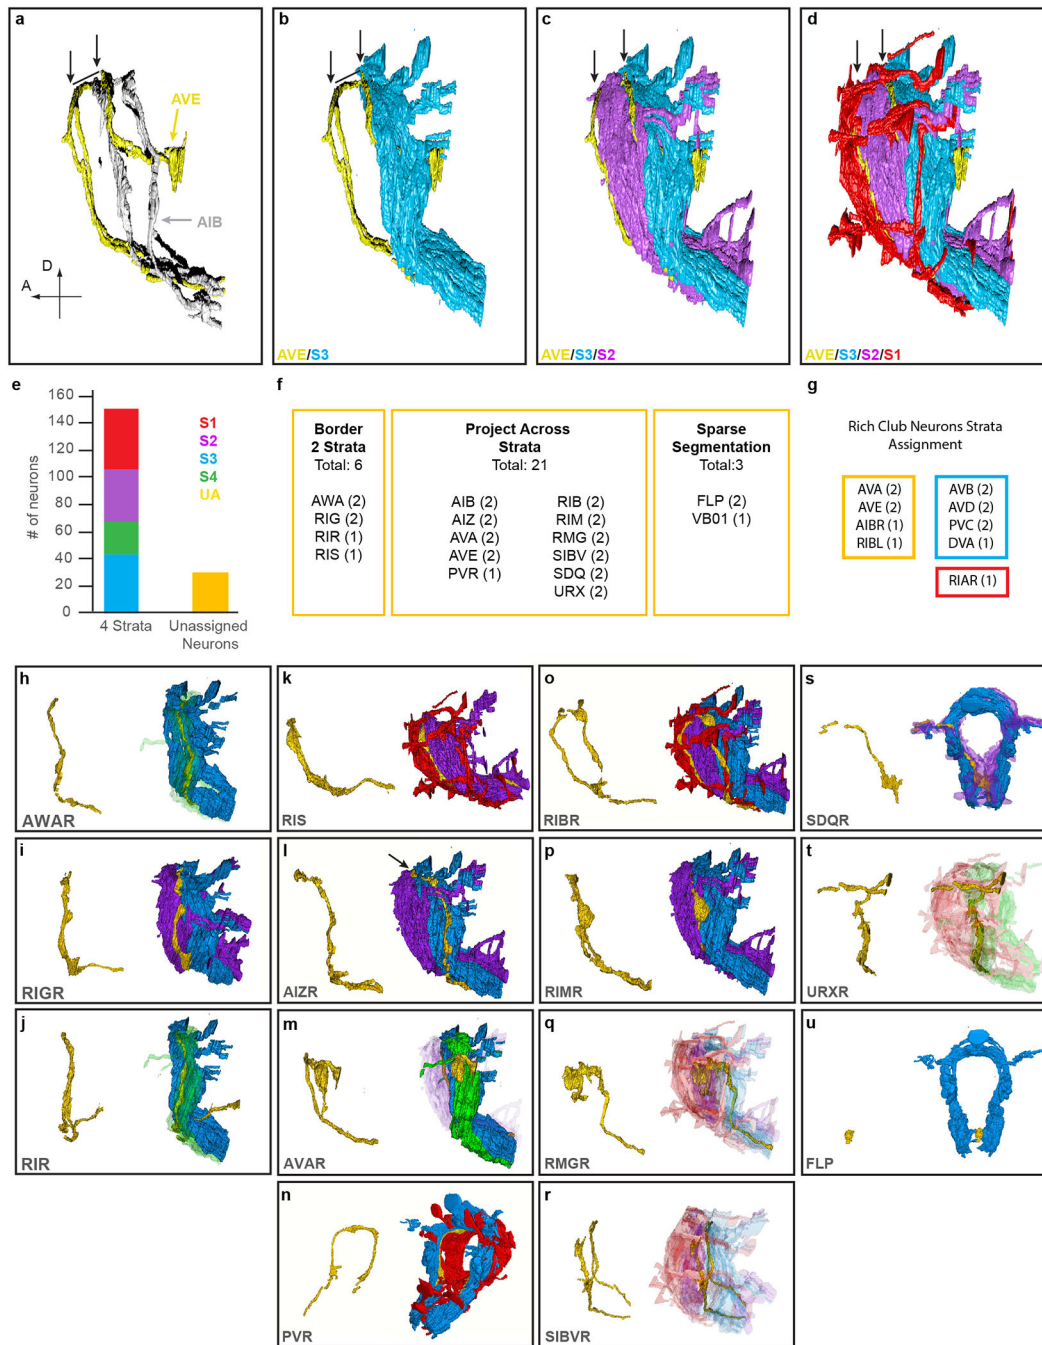 a
AVE
AIB
D
A
b
AVE/S3
c
AVE/S3/S2
d
AVE/S3/S2/S1
e
# of neurons
160
140
120
100
80
60
40
20
0
S1
S2
S3
S4
UA
4 Strata
Unassigned
Neurons
f
Border
2 Strata
Total: 6
AWA (2)
RIG (2)
RIR (1)
RIS (1)
Project Across
Strata
Total: 21
AIB (2)
AIZ (2)
AVA (2)
AVE (2)
PVR (1)
RIB (2)
RIM (2)
RMG (2)
SIBV (2)
SDQ (2)
URX (2)
Sparse
Segmentation
Total:3
FLP (2)
VB01 (1)
g
Rich Club Neurons Strata
Assignment
AVA (2)
AVE (2)
AIBR (1)
RIBL (1)
AVB (2)
AVD (2)
PVC (2)
DVA (1)
RIAR (1)
h
AWAR
k
RIS
o
RIBR
s
SDQR
i
RIGR
l
AIZR
p
RIMR
t
URXR
j
RIR
m
AVAR
q
RMGR
u
FLP
n
PVR
r
SIBVR